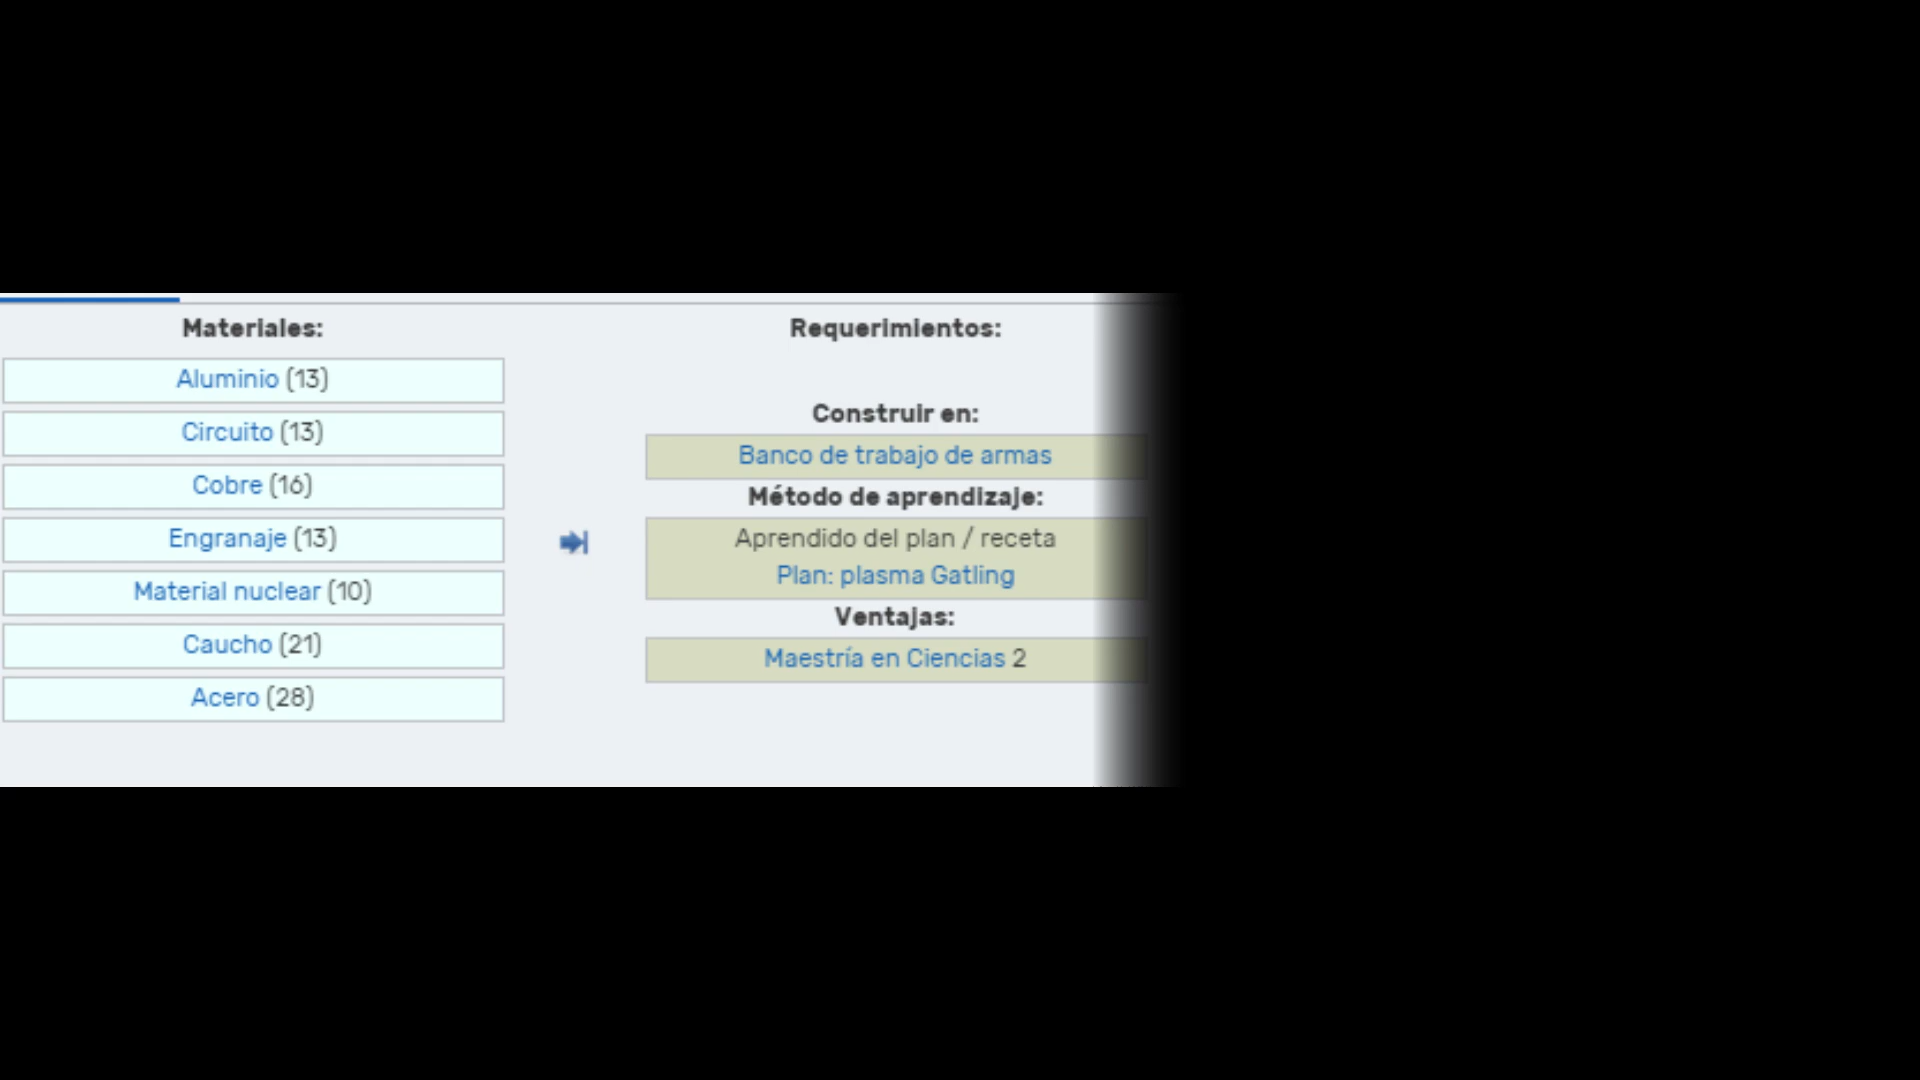 Materiales:
Aluminio (13)
Circuito (13)
Cobre (16)
Engranaje (13)
Material nuclear (10)
Caucho (21)
Acero (28)
Requerimientos:
Construir en:
Banco de trabajo de armas
Método de aprendizaje:
Aprendido del plan / receta
Plan: plasma Gatling
Ventajas:
Maestría en Ciencias 2